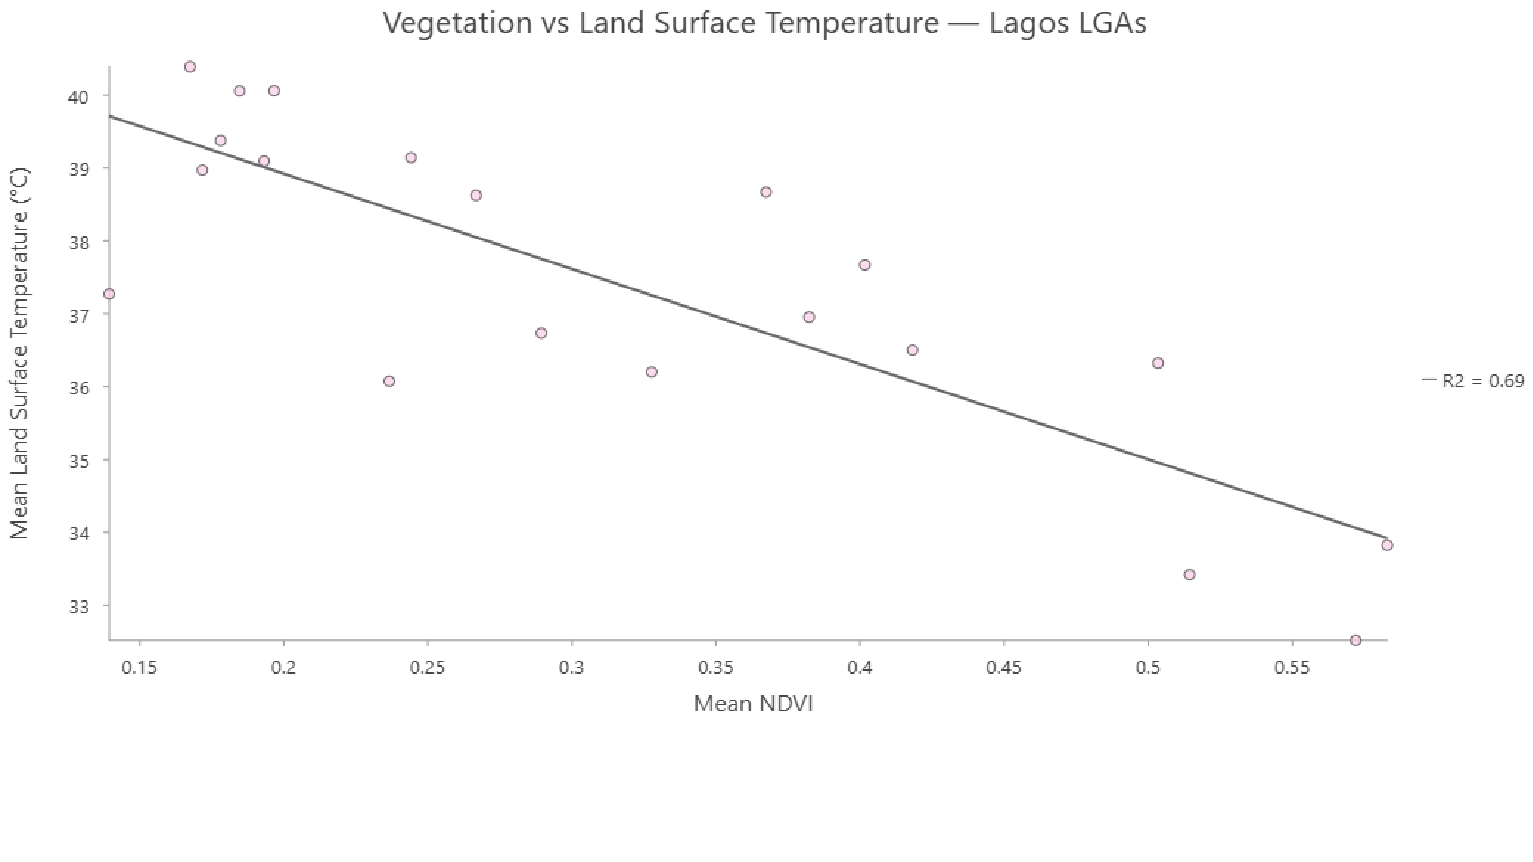 Vegetation vs Land Surface Temperature — Lagos LGAs
Mean Land Surface Temperature (°C)
40
39
38
37
36
35
34
33
0.15 0.2 0.25 0.3 0.35 0.4 0.45 0.5 0.55
Mean NDVI
R2 = 0.69